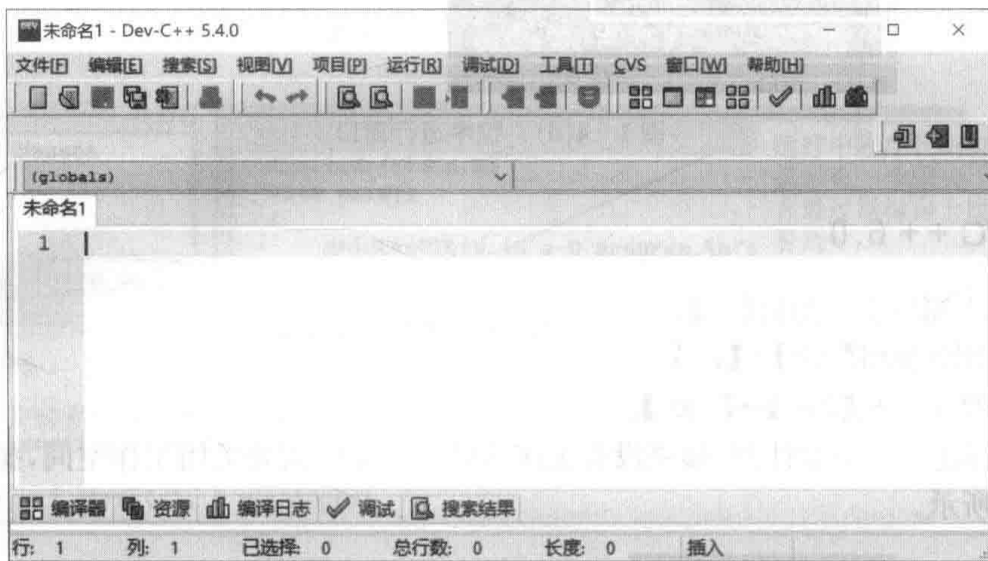 未命名1 - Dev-C++ 5.4.0
文件[F] 编辑[E] 搜索[S] 视图[V] 项目[P] 运行[R] 调试[D] 工具[T] CVS 窗口[W] 帮助[H]
(globals)
未命名1
1
编译器 资源 编译日志 调试 搜索结果
行: 1 列: 1 已选择: 0 总行数: 0 长度: 0 插入